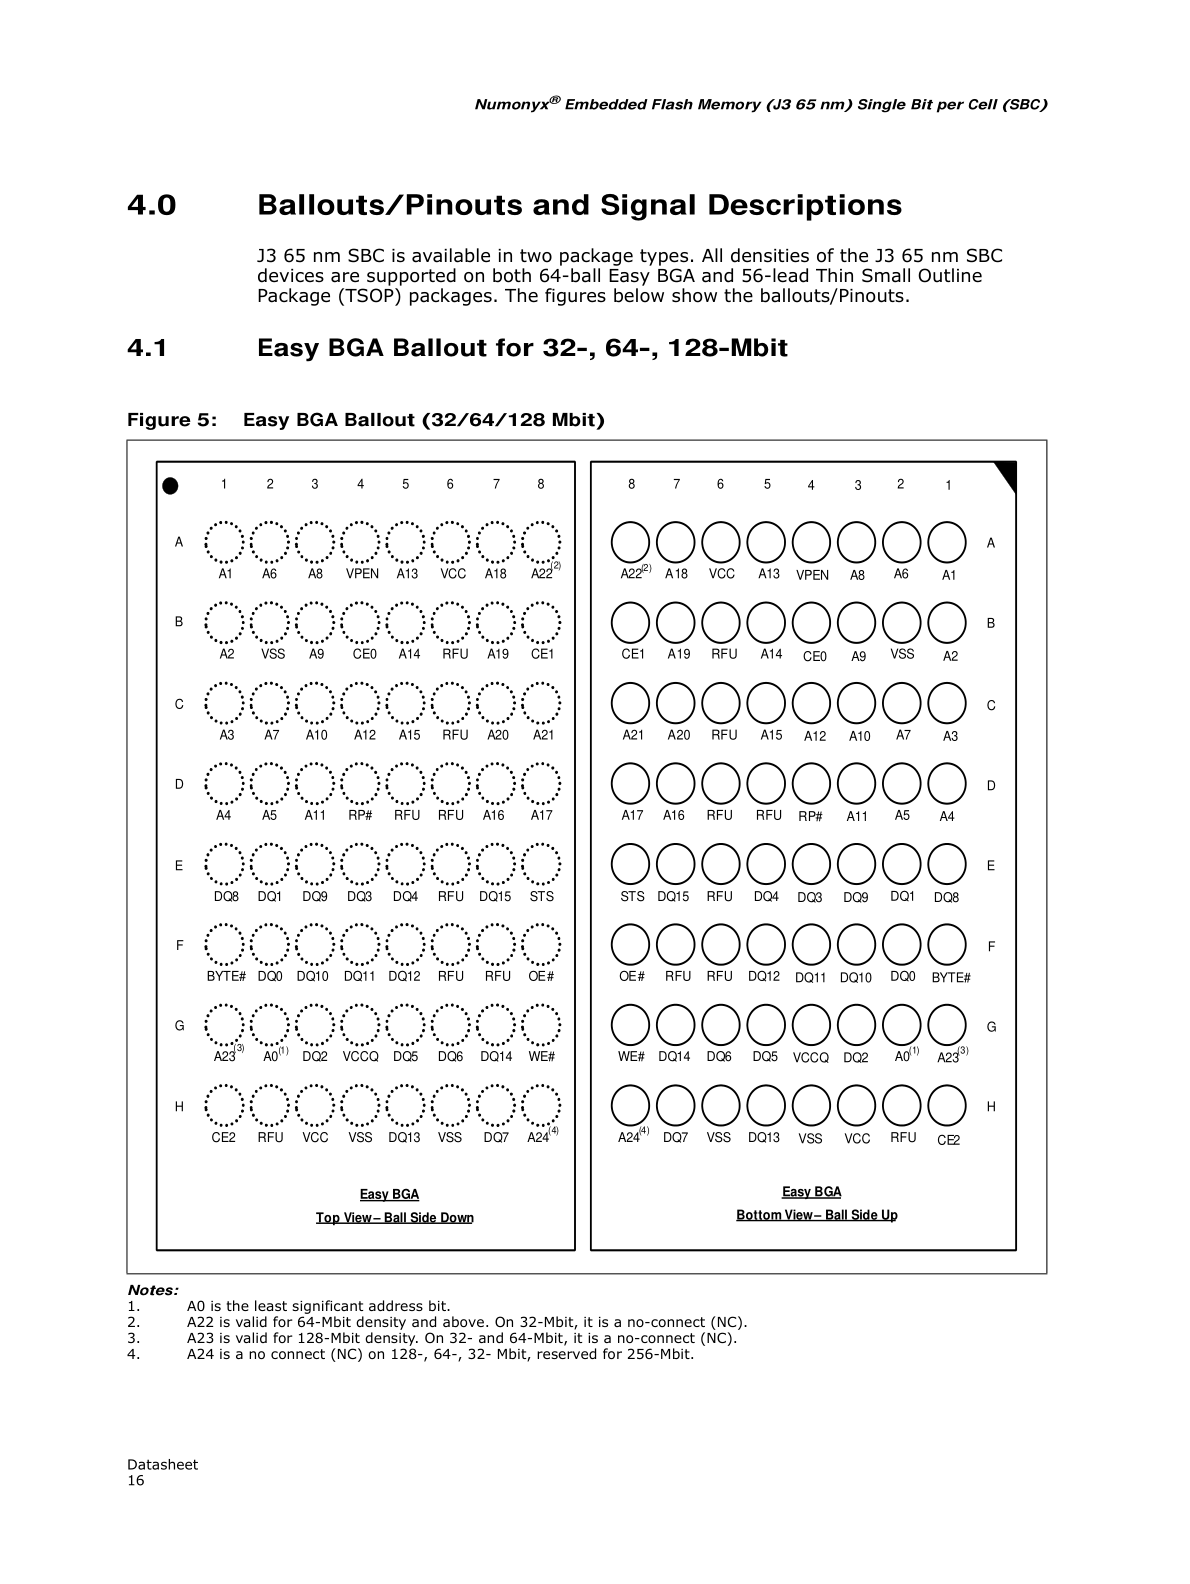 Numonyx® Embedded Flash Memory (J3 65 nm) Single Bit per Cell (SBC)
4.0 Ballouts/Pinouts and Signal Descriptions
J3 65 nm SBC is available in two package types. All densities of the J3 65 nm SBC
devices are supported on both 64-ball Easy BGA and 56-lead Thin Small Outline
Package (TSOP) packages. The figures below show the ballouts/Pinouts.
4.1 Easy BGA Ballout for 32-, 64-, 128-Mbit
Figure 5: Easy BGA Ballout (32/64/128 Mbit)
1 2 3 4 5 6 7 8
A
A1 A6 A8 VPEN A13 VCC A18 A22(2)
B
A2 VSS A9 CE0 A14 RFU A19 CE1
C
A3 A7 A10 A12 A15 RFU A20 A21
D
A4 A5 A11 RP# RFU RFU A16 A17
E
DQ8 DQ1 DQ9 DQ3 DQ4 RFU DQ15 STS
F
BYTE# DQ0 DQ10 DQ11 DQ12 RFU RFU OE#
G
A23(3) A0(1) DQ2 VCCQ DQ5 DQ6 DQ14 WE#
H
CE2 RFU VCC VSS DQ13 VSS DQ7 A24(4)
Easy BGA
Top View – Ball Side Down
8 7 6 5 4 3 2 1
A
A22(2) A18 VCC A13 VPEN A8 A6 A1
B
CE1 A19 RFU A14 CE0 A9 VSS A2
C
A21 A20 RFU A15 A12 A10 A7 A3
D
A17 A16 RFU RFU RP# A11 A5 A4
E
STS DQ15 RFU DQ4 DQ3 DQ9 DQ1 DQ8
F
OE# RFU RFU DQ12 DQ11 DQ10 DQ0 BYTE#
G
WE# DQ14 DQ6 DQ5 VCCQ DQ2 A0(1) A23(3)
H
A24(4) DQ7 VSS DQ13 VSS VCC RFU CE2
Easy BGA
Bottom View – Ball Side Up
Notes:
1. A0 is the least significant address bit.
2. A22 is valid for 64-Mbit density and above. On 32-Mbit, it is a no-connect (NC).
3. A23 is valid for 128-Mbit density. On 32- and 64-Mbit, it is a no-connect (NC).
4. A24 is a no connect (NC) on 128-, 64-, 32- Mbit, reserved for 256-Mbit.
Datasheet
16